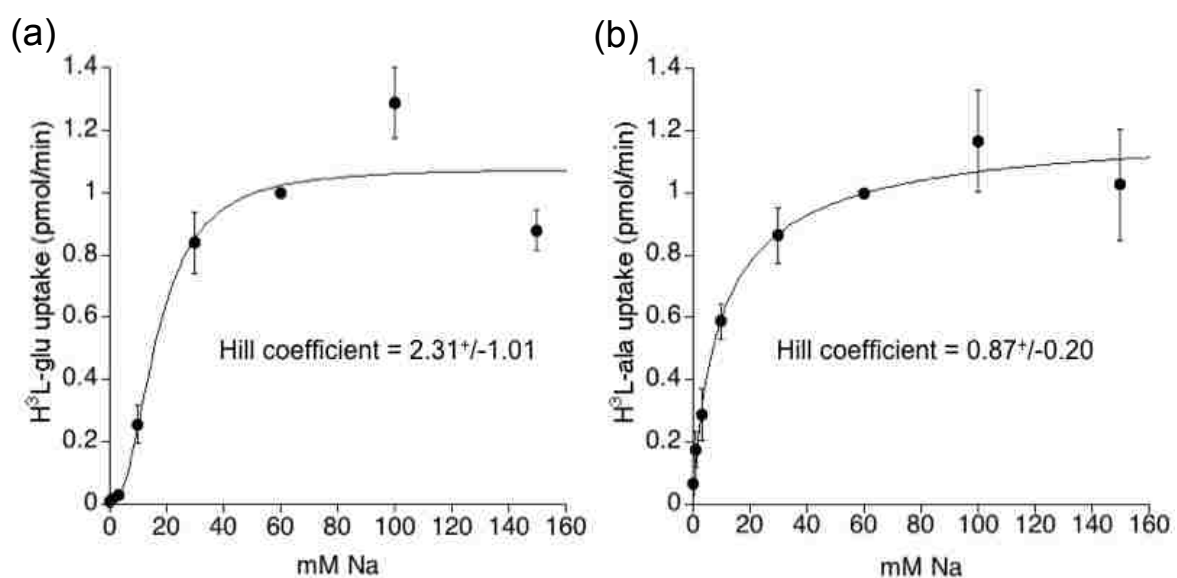 (a)
H³L-glu uptake (pmol/min)
1.4
1.2
1
0.8
0.6
0.4
0.2
0
Hill coefficient = 2.31⁺/-1.01
0 20 40 60 80 100 120 140 160
mM Na
(b)
H³L-ala uptake (pmol/min)
1.4
1.2
1
0.8
0.6
0.4
0.2
0
Hill coefficient = 0.87⁺/-0.20
0 20 40 60 80 100 120 140 160
mM Na